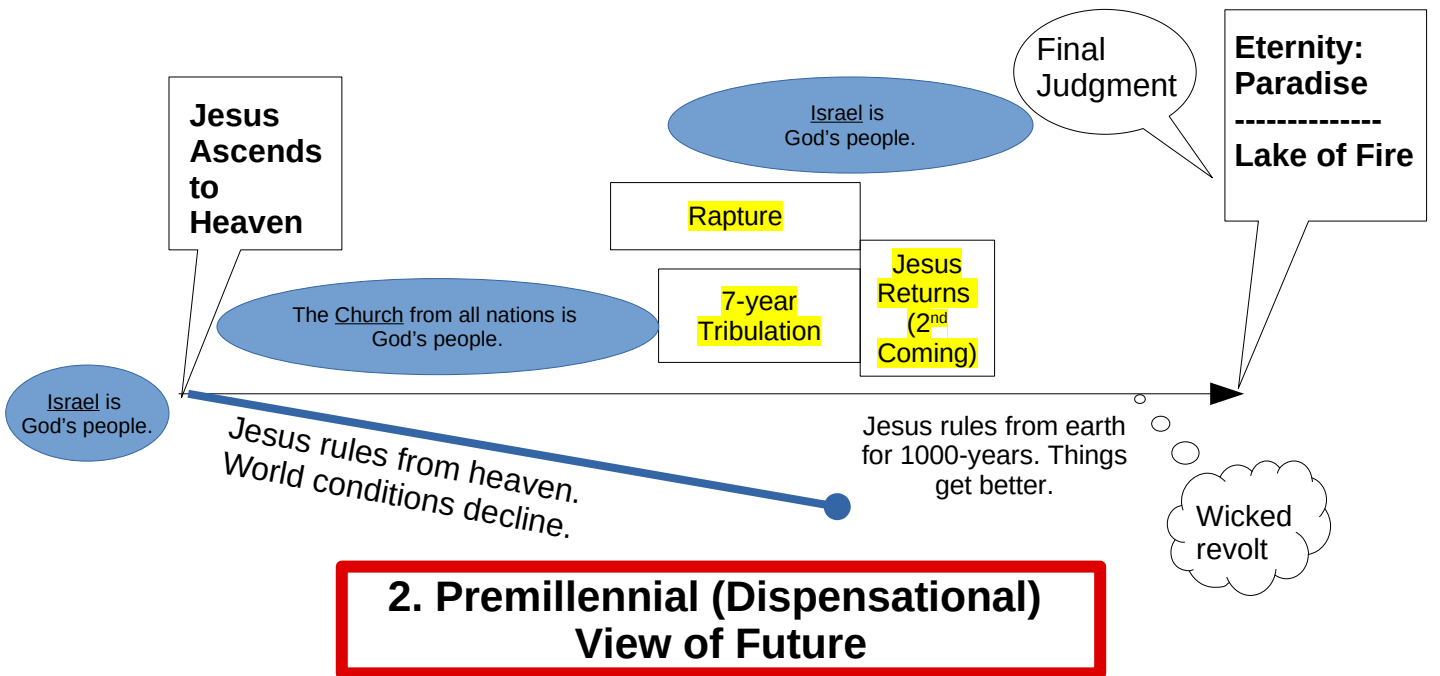 Jesus
Ascends
to
Heaven
Israel is
God's people.
Final
Judgment
Eternity:
Paradise
--------------
Lake of Fire
Rapture
Jesus
Returns
(2nd
Coming)
The Church from all nations is
God's people.
7-year
Tribulation
Israel is
God's people.
Jesus rules from heaven.
World conditions decline.
Jesus rules from earth
for 1000-years. Things
get better.
Wicked
revolt
2. Premillennial (Dispensational)
View of Future